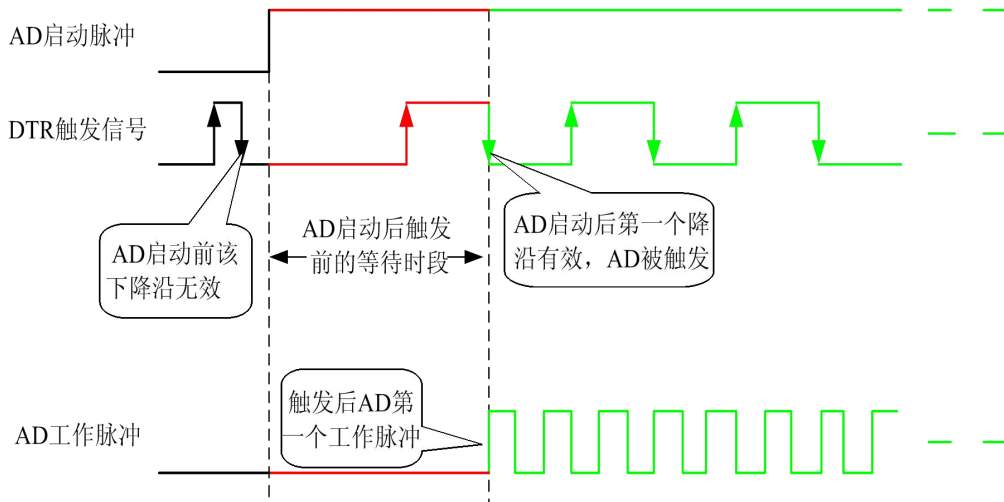 AD启动脉冲
DTR触发信号
AD启动前该
下降沿无效
AD启动后触发
前的等待时段
AD启动后第一个降
沿有效，AD被触发
触发后AD第
一个工作脉冲
AD工作脉冲